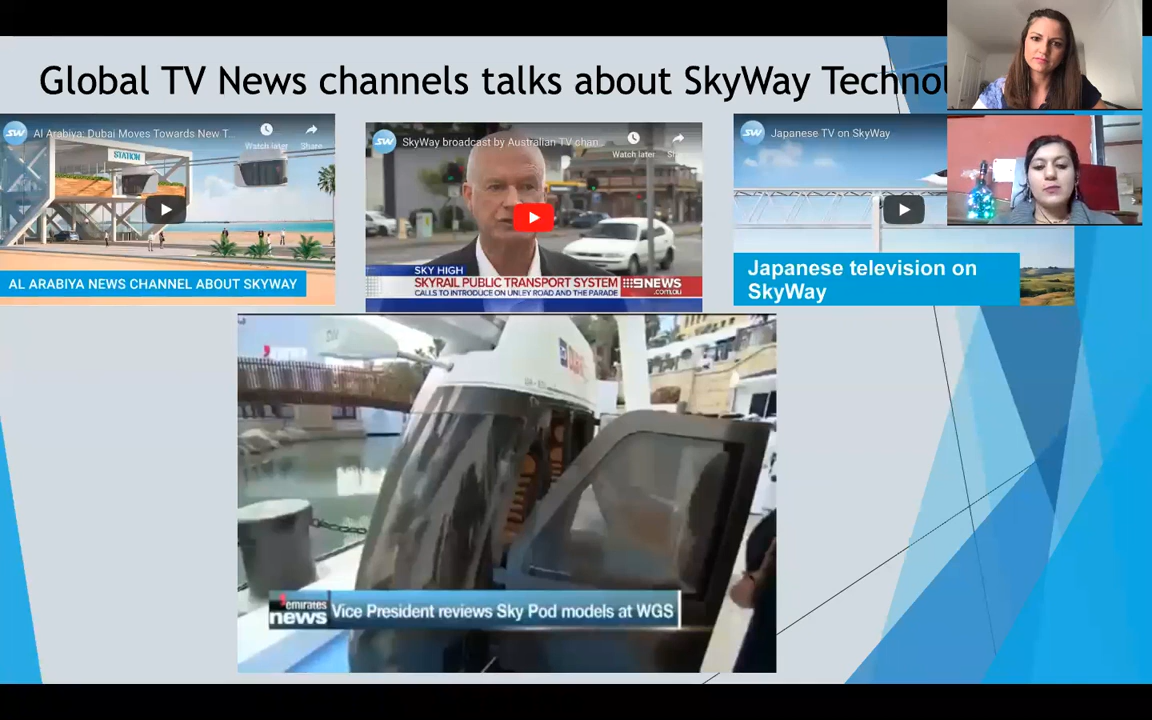 Global TV News channels talks about SkyWay Technol
SW
Al Arabiya: Dubai Moves Towards New T...
Watch later
Share
STATION
AL ARABIYA NEWS CHANNEL ABOUT SKYWAY
SW
SkyWay broadcast by Australian TV chan
Watch later
SKY HIGH
SKYRAIL PUBLIC TRANSPORT SYSTEM
CALLS TO INTRODUCE ON UNLEY ROAD AND THE PARADE
9NEWS
.com.au
SW
Japanese TV on SkyWay
Japanese television on
SkyWay
emirates
news
Vice President reviews Sky Pod models at WGS